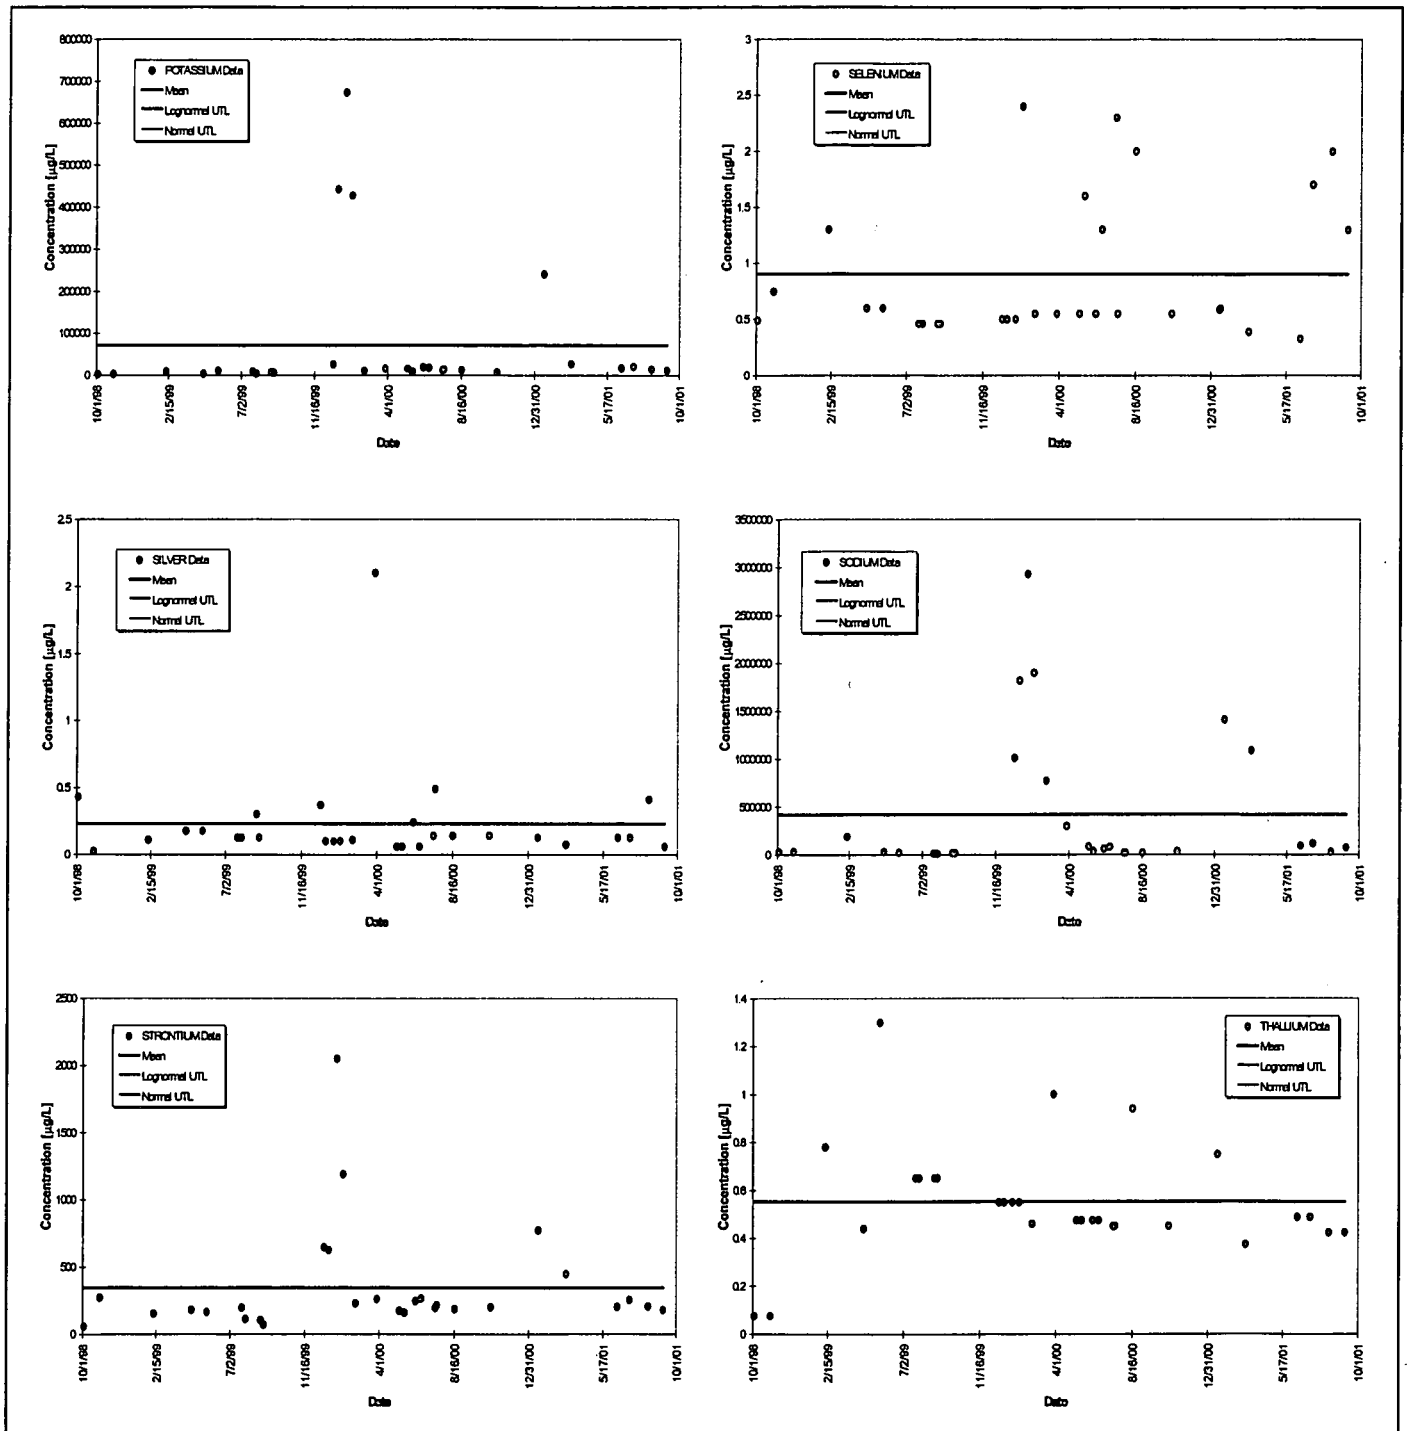 POTASSIUM Data
Mean
Lognormal UTL
Normal UTL
Concentration [µg/L]
800000
700000
600000
500000
400000
300000
200000
100000
0
10/1/98
2/15/99
7/2/99
11/16/99
4/1/00
8/16/00
12/31/00
5/17/01
10/1/01
Date
SELENIUM Data
Mean
Lognormal UTL
Normal UTL
Concentration [µg/L]
3
2.5
2
1.5
1
0.5
0
10/1/98
2/15/99
7/2/99
11/16/99
4/1/00
8/16/00
12/31/00
5/17/01
10/1/01
Date
SILVER Data
Mean
Lognormal UTL
Normal UTL
Concentration [µg/L]
2.5
2
1.5
1
0.5
0
10/1/98
2/15/99
7/2/99
11/16/99
4/1/00
8/16/00
12/31/00
5/17/01
10/1/01
Date
SODIUM Data
Mean
Lognormal UTL
Normal UTL
Concentration [µg/L]
3500000
3000000
2500000
2000000
1500000
1000000
500000
0
10/1/98
2/15/99
7/2/99
11/16/99
4/1/00
8/16/00
12/31/00
5/17/01
10/1/01
Date
STRONTIUM Data
Mean
Lognormal UTL
Normal UTL
Concentration [µg/L]
2500
2000
1500
1000
500
0
10/1/98
2/15/99
7/2/99
11/16/99
4/1/00
8/16/00
12/31/00
5/17/01
10/1/01
Date
THALLIUM Data
Mean
Lognormal UTL
Normal UTL
Concentration [µg/L]
1.4
1.2
1
0.8
0.6
0.4
0.2
0
10/1/98
2/15/99
7/2/99
11/16/99
4/1/00
8/16/00
12/31/00
5/17/01
10/1/01
Date